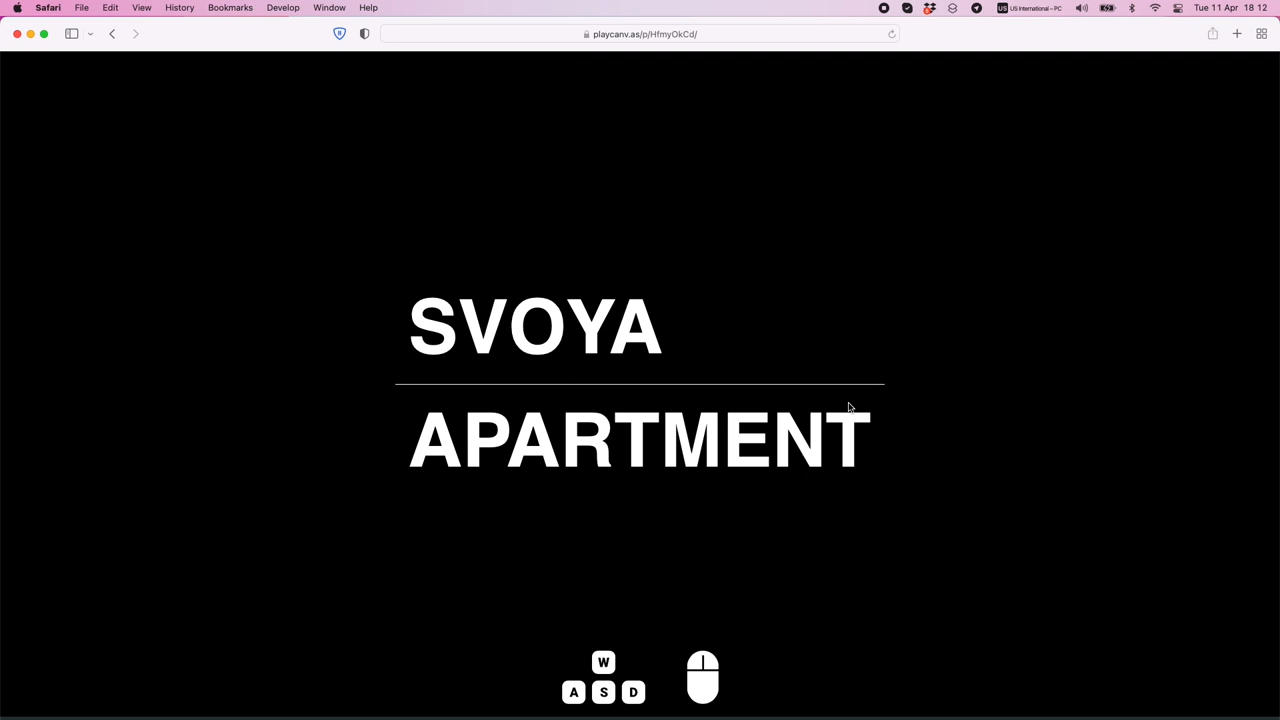 Safari File Edit View History Bookmarks Develop Window Help US US International – PC Tue 11 Apr 18 12
playcanv.as/p/HfmyOkCd/
SVOYA
APARTMENT
W
A S D